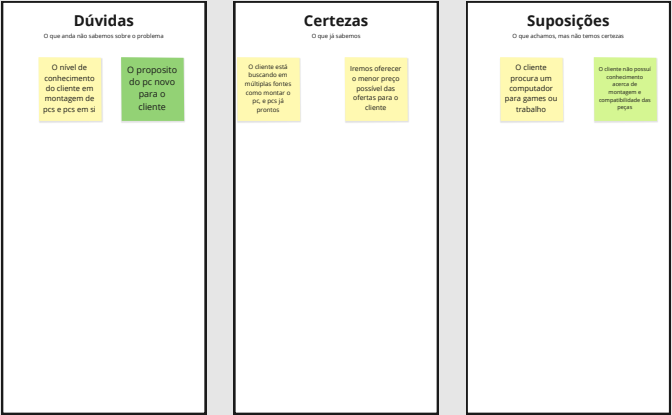 Dúvidas
O que anda não sabemos sobre o problema
O nível de
conhecimento
do cliente em
montagem de
pcs e pcs em si
O proposito
do pc novo
para o
cliente
Certezas
O que já sabemos
O cliente está
buscando em
múltiplas fontes
como montar o
pc, e pcs já
prontos
Iremos oferecer
o menor preço
possível das
ofertas para o
cliente
Suposições
O que achamos, mas não temos certezas
O cliente
procura um
computador
para games ou
trabalho
O cliente não possuí
conhecimento
acerca de
montagem e
compatibilidade das
peças